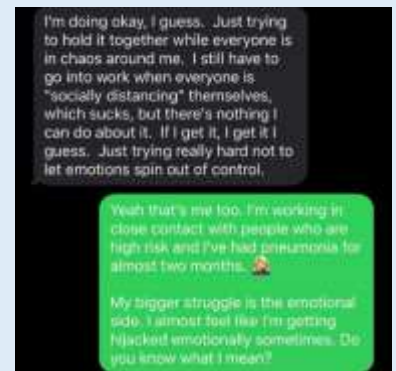 I'm doing okay, I guess.  Just trying
to hold it together while everyone is
in chaos around me.  I still have to
go into work when everyone is
"socially distancing" themselves,
which sucks, but there's nothing I
can do about it.  If I get it, I get it I
guess.  Just trying really hard not to
let emotions spin out of control.
Yeah that's me too. I'm working in
close contact with people who are
high risk and I've had pneumonia for
almost two months.
My bigger struggle is the emotional
side. I almost feel like I'm getting
hijacked emotionally sometimes. Do
you know what I mean?